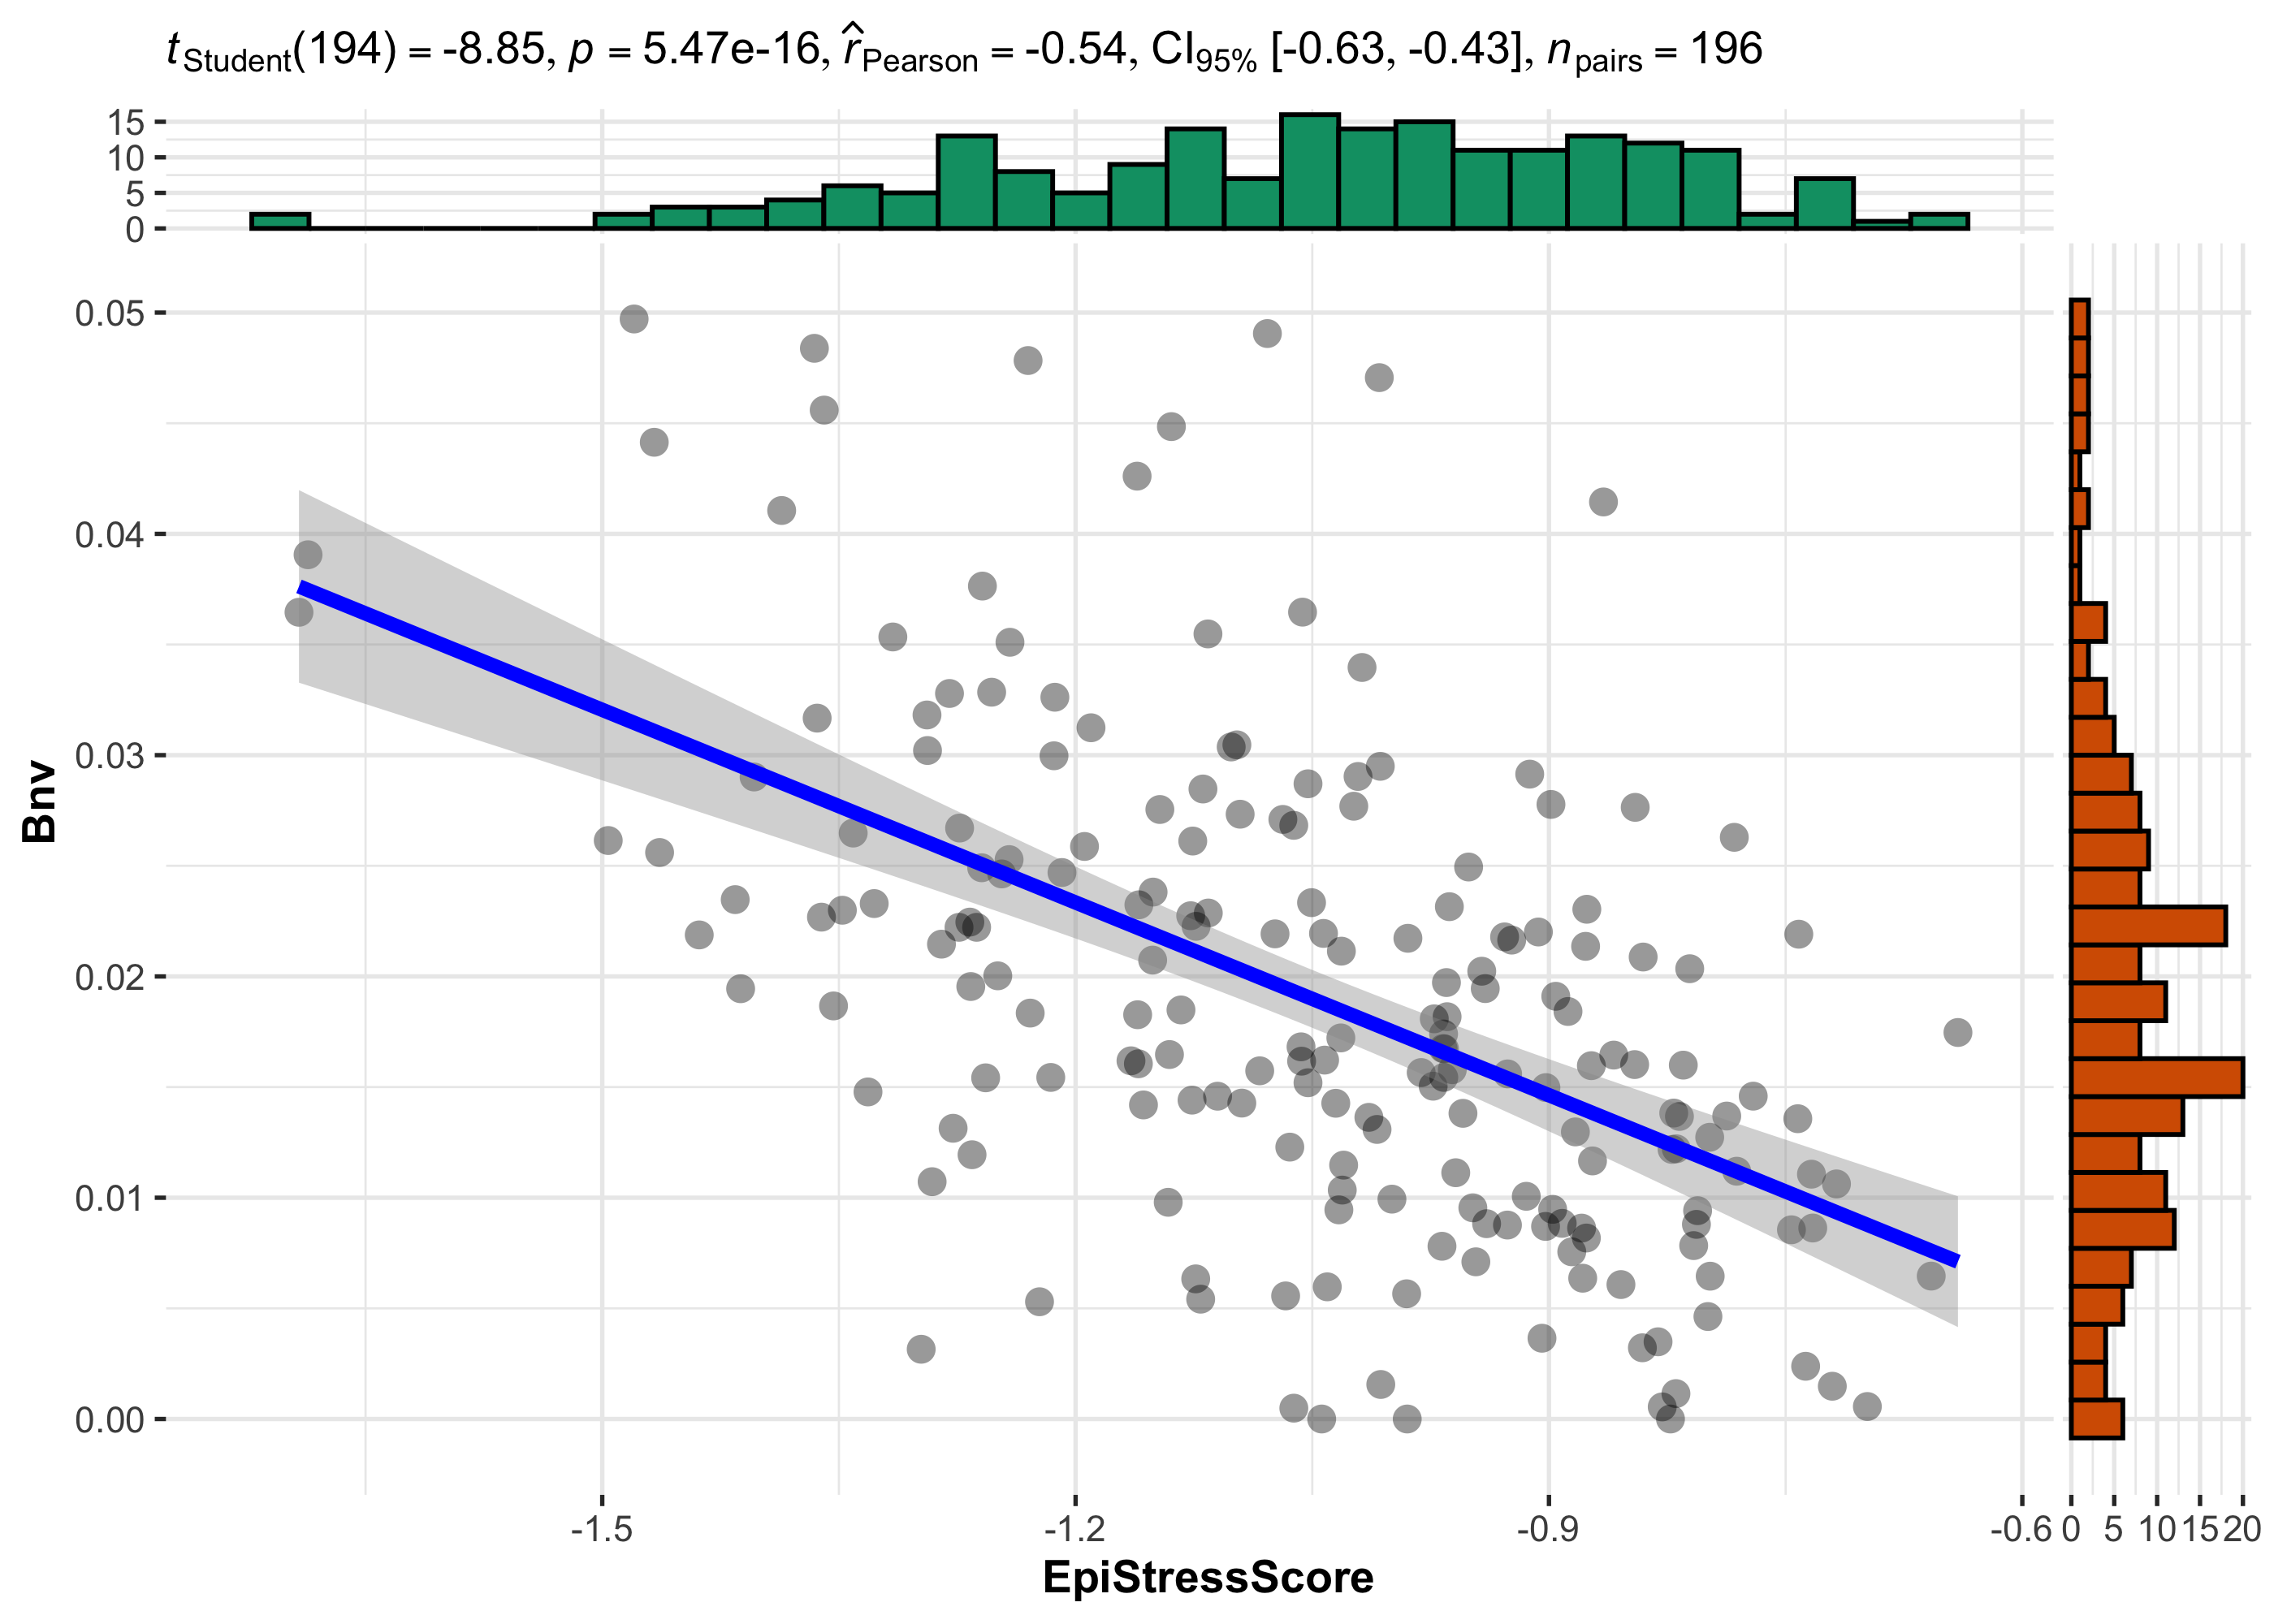 t Student(194) = -8.85, p = 5.47e-16, r̂ Pearson = -0.54, CI95% [-0.63, -0.43], n pairs = 196
15
10
5
0
0.05
0.04
0.03
0.02
0.01
0.00
Bnv
-1.5 -1.2 -0.9 -0.6 0 5 10 15 20
EpiStressScore